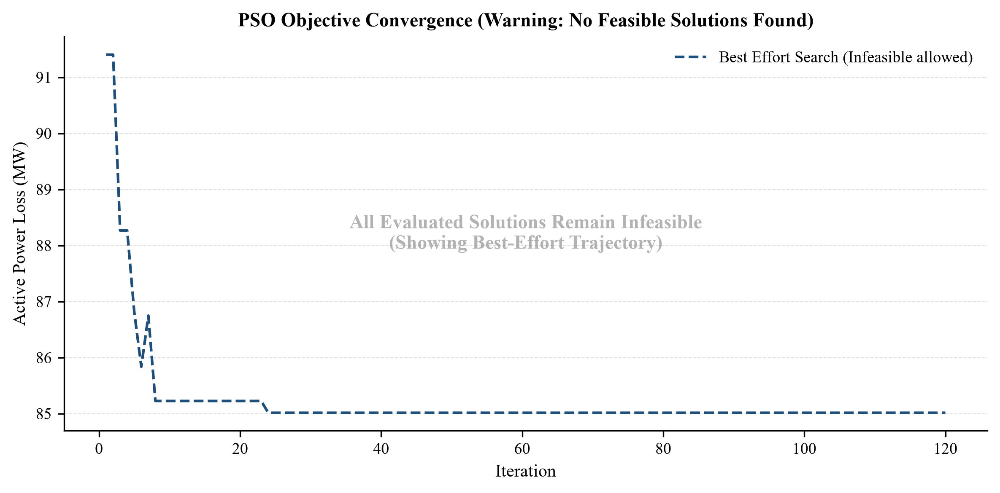 PSO Objective Convergence (Warning: No Feasible Solutions Found)
Best Effort Search (Infeasible allowed)
Active Power Loss (MW)
91
90
89
88
87
86
85
All Evaluated Solutions Remain Infeasible
(Showing Best-Effort Trajectory)
0 20 40 60 80 100 120
Iteration